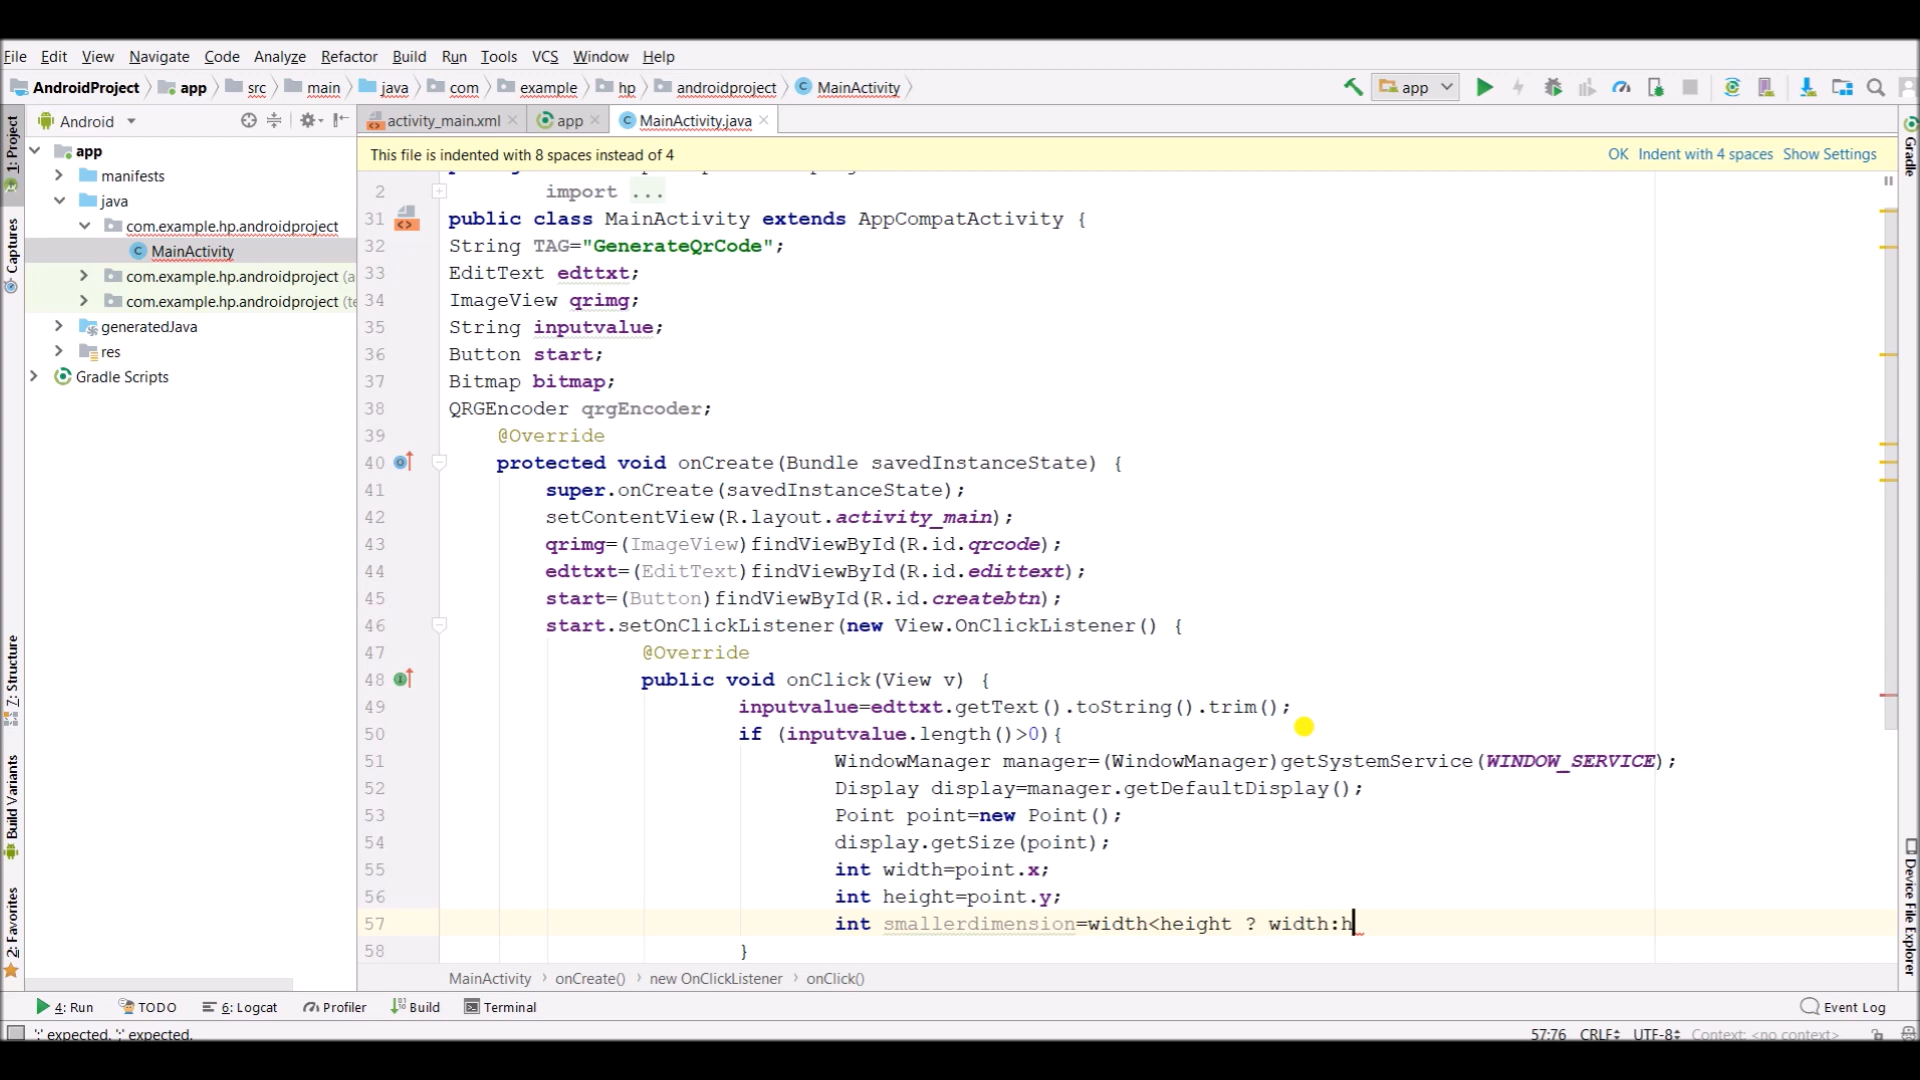 File Edit View Navigate Code Analyze Refactor Build Run Tools VCS Window Help
AndroidProject app src main java com example hp androidproject MainActivity app
Android activity_main.xml app MainActivity.java
This file is indented with 8 spaces instead of 4 OK Indent with 4 spaces Show Settings
1: Project
Captures
7: Structure
Build Variants
2: Favorites
app
manifests
java
com.example.hp.androidproject
MainActivity
com.example.hp.androidproject (a
com.example.hp.androidproject (te
generatedJava
res
Gradle Scripts
2 import ...
31 public class MainActivity extends AppCompatActivity {
32 String TAG="GenerateQrCode";
33 EditText edttxt;
34 ImageView qrimg;
35 String inputvalue;
36 Button start;
37 Bitmap bitmap;
38 QRGEncoder qrgEncoder;
39 @Override
40 protected void onCreate(Bundle savedInstanceState) {
41 super.onCreate(savedInstanceState);
42 setContentView(R.layout.activity_main);
43 qrimg=(ImageView)findViewById(R.id.qrcode);
44 edttxt=(EditText)findViewById(R.id.edittext);
45 start=(Button)findViewById(R.id.createbtn);
46 start.setOnClickListener(new View.OnClickListener() {
47 @Override
48 public void onClick(View v) {
49 inputvalue=edttxt.getText().toString().trim();
50 if (inputvalue.length()>0){
51 WindowManager manager=(WindowManager)getSystemService(WINDOW_SERVICE);
52 Display display=manager.getDefaultDisplay();
53 Point point=new Point();
54 display.getSize(point);
55 int width=point.x;
56 int height=point.y;
57 int smallerdimension=width<height ? width:h
58 }
MainActivity onCreate() new OnClickListener onClick()
Gradle
Device File Explorer
4: Run TODO 6: Logcat Profiler Build Terminal Event Log
';' expected. ';' expected. 57:76 CRLF UTF-8 Context: <no context>